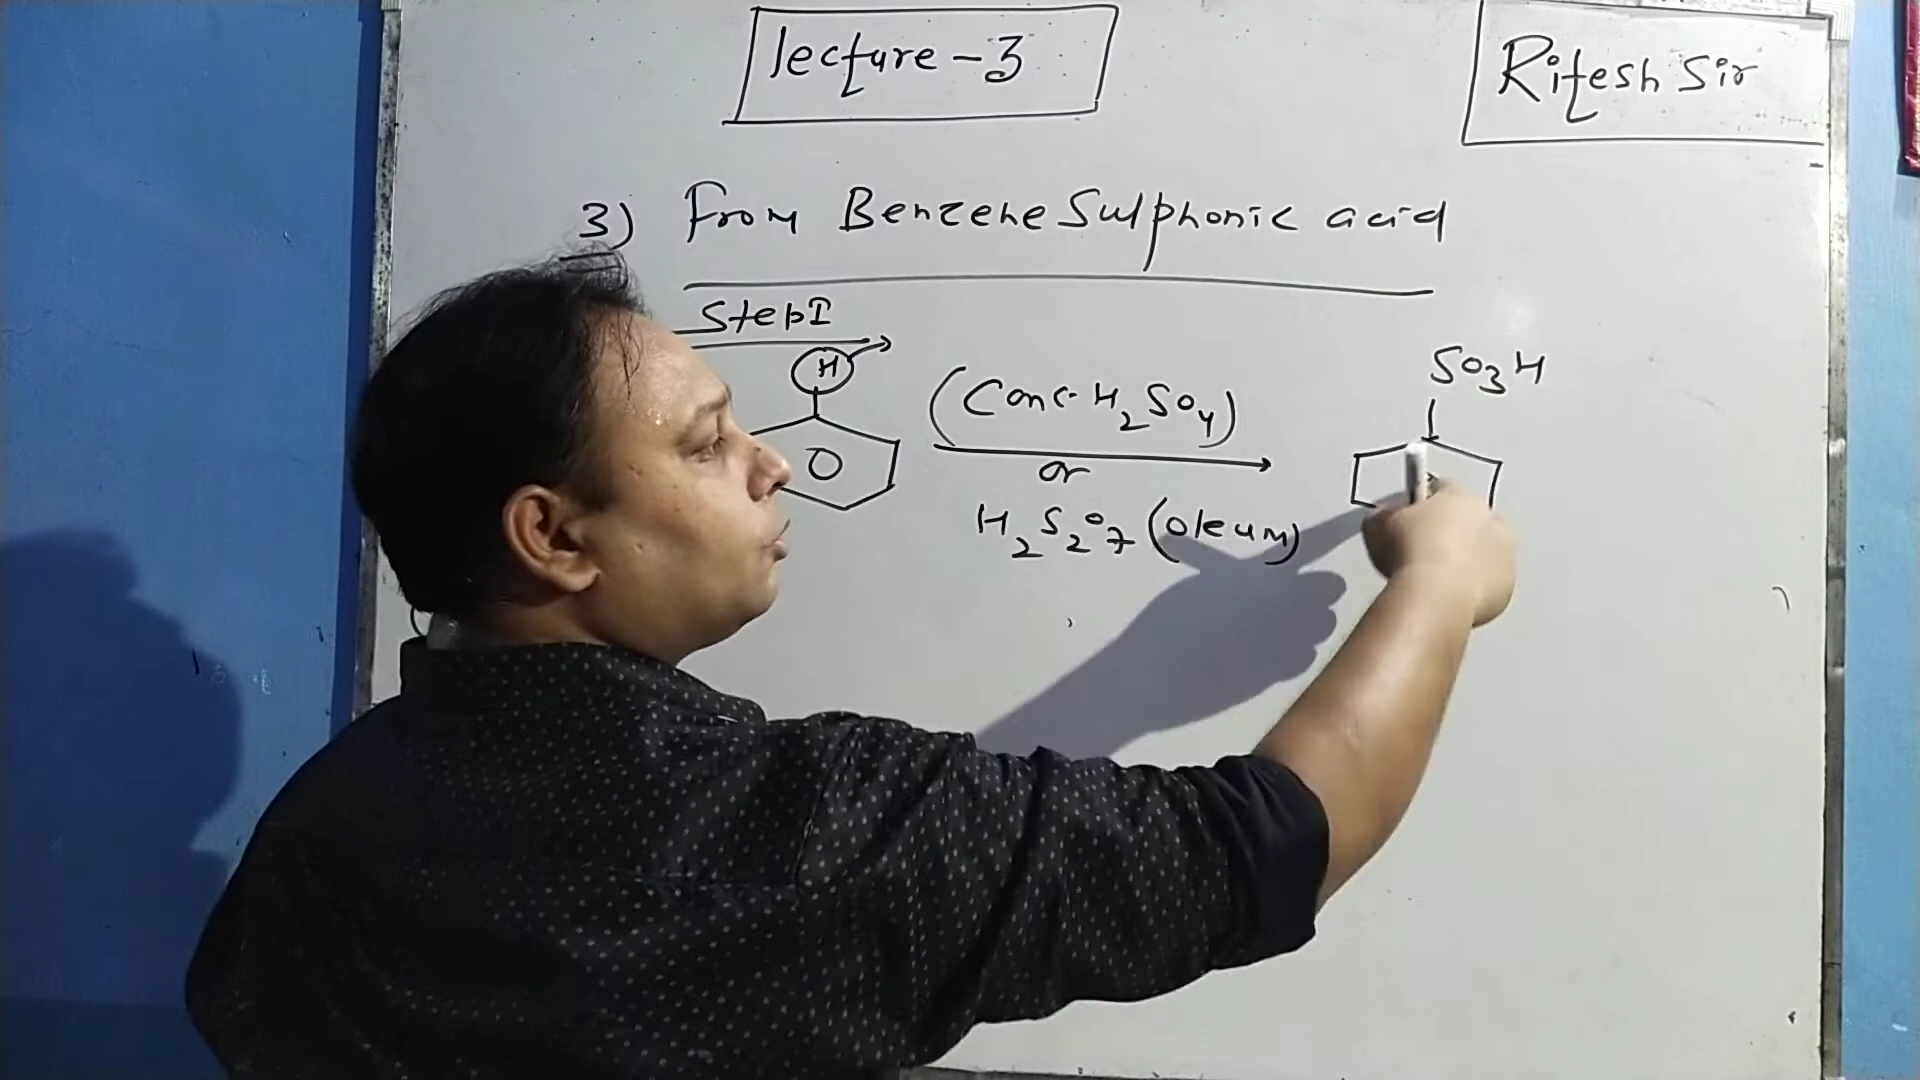 lecture-3
Ritesh Sir
3) From Benzene Sulphonic acid
Step I
H
(Conc. H2SO4)
or
H2S2O7 (oleum)
SO3H